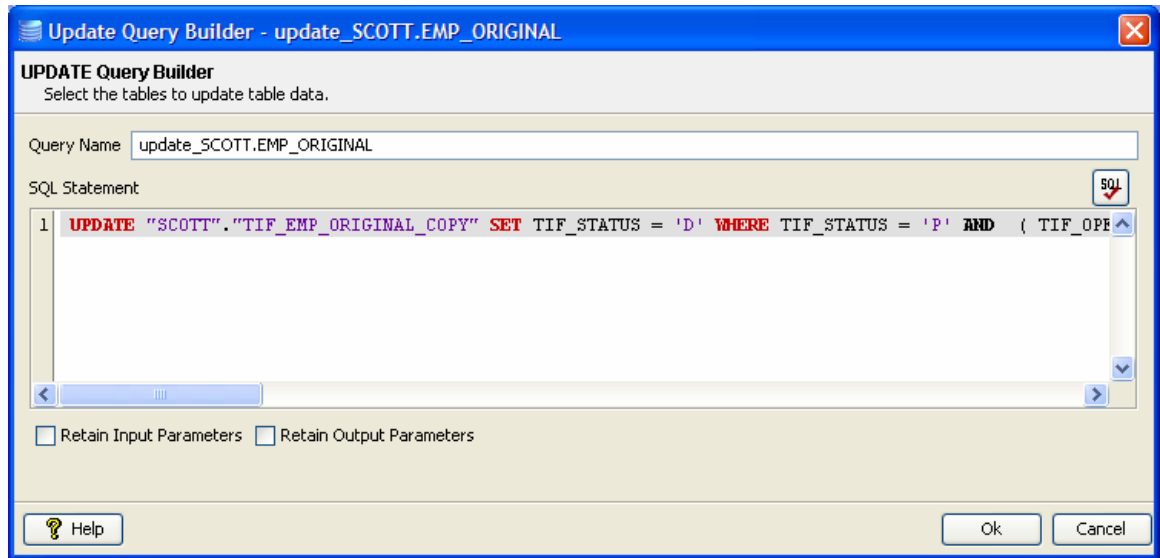 Update Query Builder - update_SCOTT.EMP_ORIGINAL
UPDATE Query Builder
Select the tables to update table data.
Query Name update_SCOTT.EMP_ORIGINAL
SQL Statement
SQL
1 UPDATE "SCOTT"."TIF_EMP_ORIGINAL_COPY" SET TIF_STATUS = 'D' WHERE TIF_STATUS = 'P' AND ( TIF_OPE
Retain Input Parameters Retain Output Parameters
Help Ok Cancel